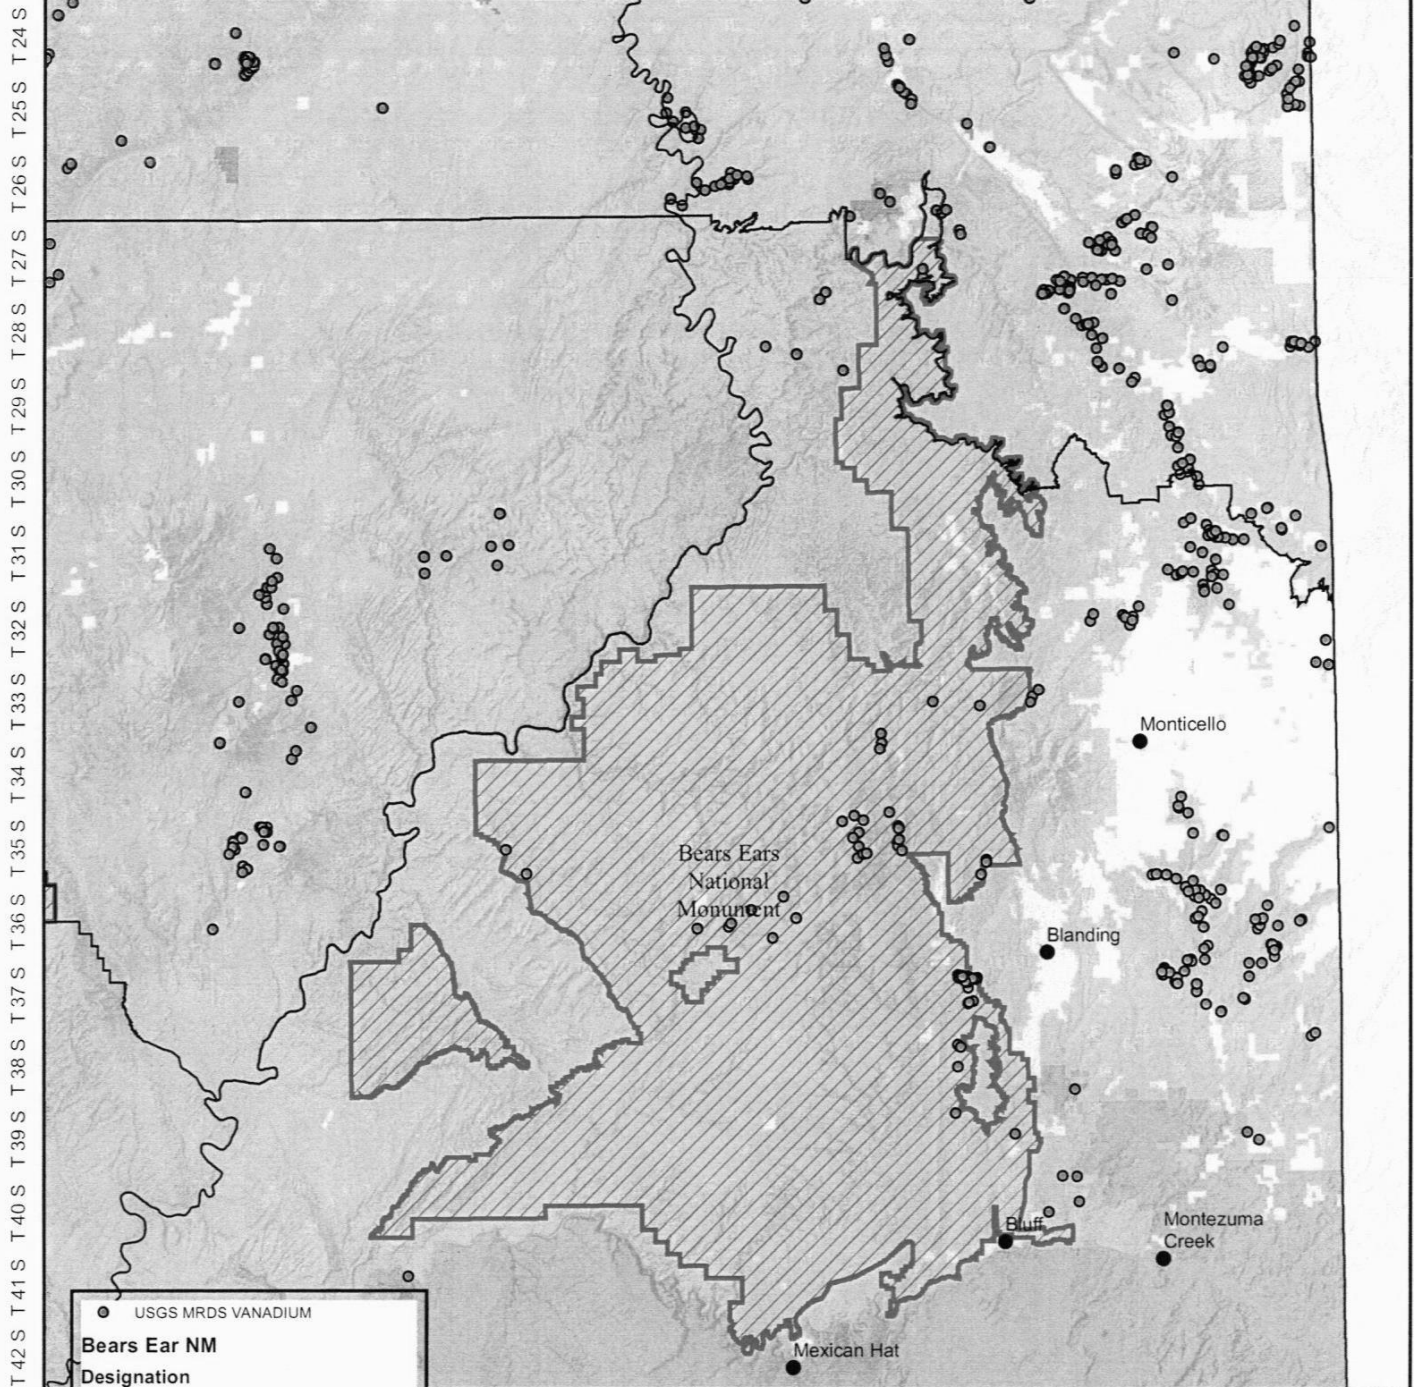 T 24 S
T 25 S
T 26 S
T 27 S
T 28 S
T 29 S
T 30 S
T 31 S
T 32 S
T 33 S
T 34 S
T 35 S
T 36 S
T 37 S
T 38 S
T 39 S
T 40 S
T 41 S
T 42 S
Monticello
Bears Ears
National
Monument
Blanding
Bluff
Montezuma
Creek
Mexican Hat
USGS MRDS VANADIUM
Bears Ear NM
Designation